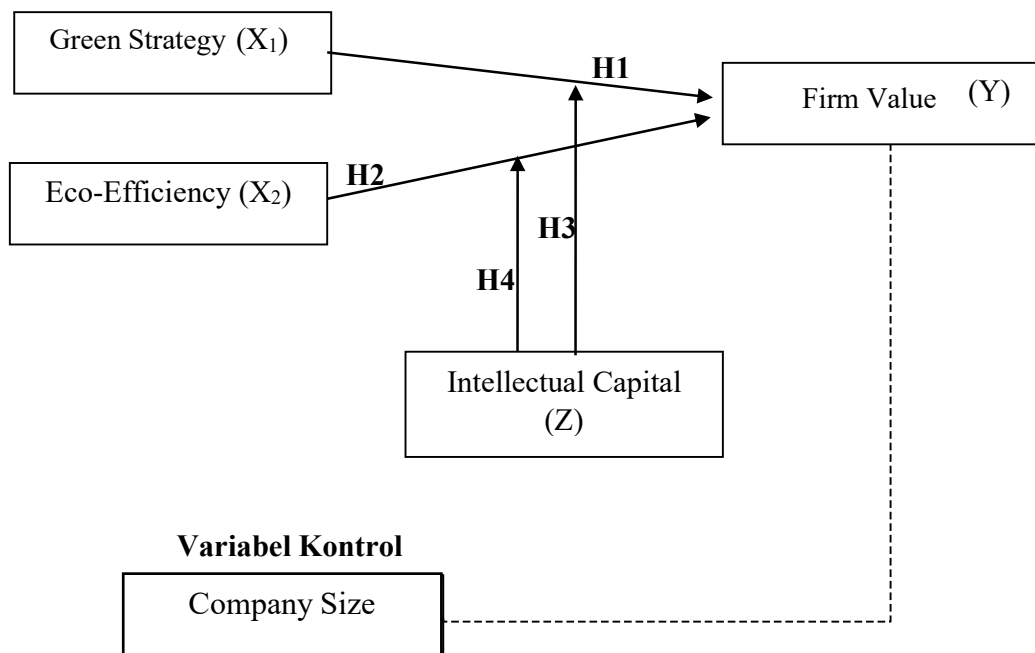 Green Strategy (X₁)
H1
Firm Value (Y)
H2
Eco-Efficiency (X₂)
H3
H4
Intellectual Capital
(Z)
Variabel Kontrol
Company Size